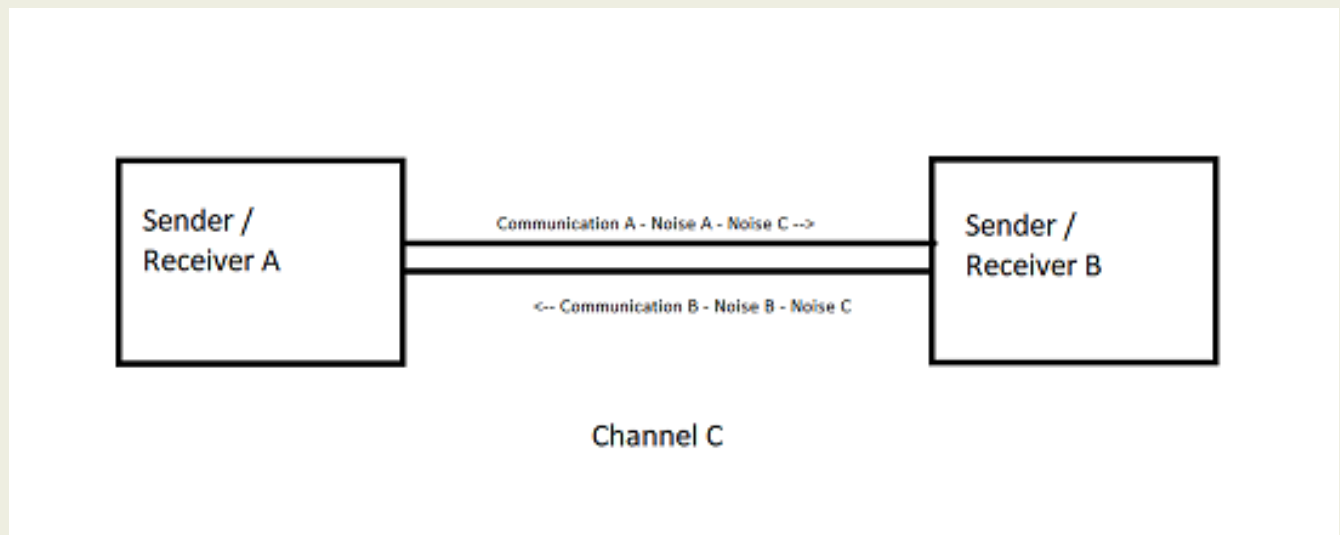 Sender /
Receiver A
Communication A - Noise A - Noise C -->
<-- Communication B - Noise B - Noise C
Sender /
Receiver B
Channel C